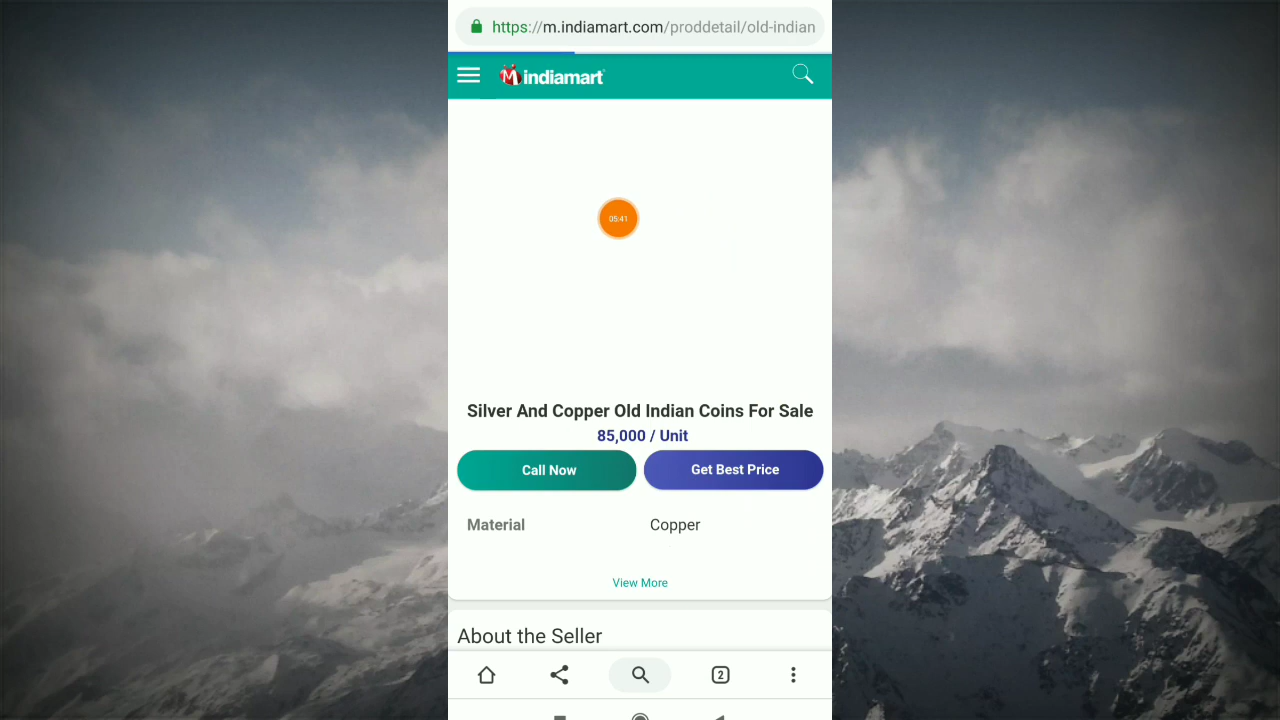 https://m.indiamart.com/proddetail/old-indian
indiamart
05:41
Silver And Copper Old Indian Coins For Sale
85,000 / Unit
Call Now
Get Best Price
Material
Copper
View More
About the Seller
2